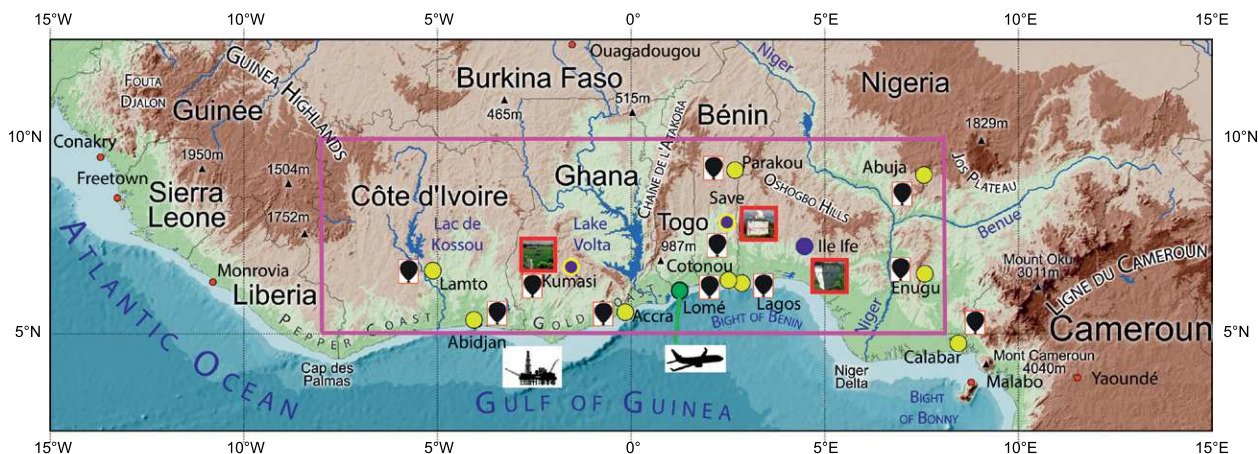 15°W 10°W 5°W 0° 5°E 10°E 15°E
Ouagadougou
Niger
GUINEA HIGHLANDS
FOUTA
DJALON
Guinée
Burkina Faso
465m
515m
Nigeria
Bénin
1829m
10°N
10°N
Conakry
1950m
1504m
Freetown
Sierra
Leone
1752m
Côte d'Ivoire
Ghana
CHAÎNE DE L'ATAKORA
Parakou
Abuja
JOS PLATEAU
OSHOGBO HILLS
Save
Togo
Lac de
Kossou
Lake
Volta
987m
Ile Ife
Benue
ATLANTIC OCEAN
Monrovia
Liberia
Lamto
Kumasi
Cotonou
Enugu
Mount Oku
3011m
LIGNE DU CAMEROUN
PEPPER COAST
GOLD COAST
Accra
Lomé
Lagos
BIGHT OF BENIN
Niger
Cameroun
5°N
5°N
Abidjan
Calabar
Cap des
Palmas
Niger
Delta
Mont Cameroun
4040m
Malabo
Yaoundé
GULF OF GUINEA
BIGHT
OF BONNY
15°W 10°W 5°W 0° 5°E 10°E 15°E